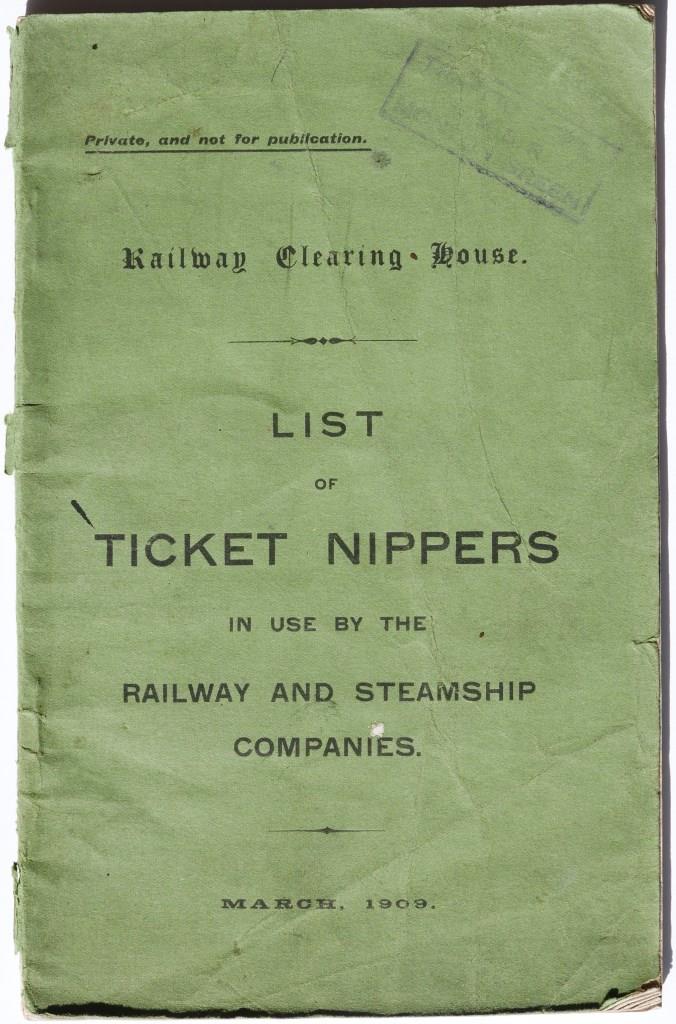 Private, and not for publication.
Railway Clearing House.
LIST
OF
TICKET NIPPERS
IN USE BY THE
RAILWAY AND STEAMSHIP
COMPANIES.
MARCH, 1909.